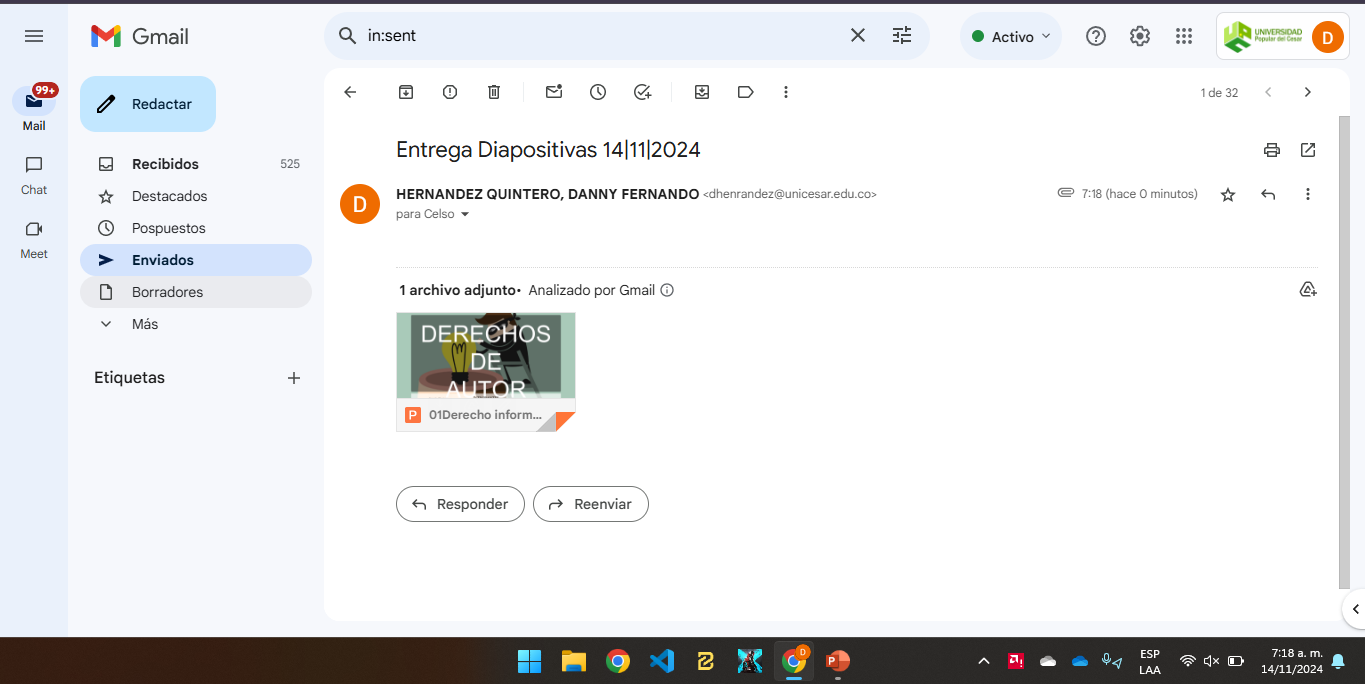 Gmail
in:sent
Activo
UNIVERSIDAD
Popular del Cesar
D
99+
Mail
Chat
Meet
Redactar
Recibidos 525
Destacados
Pospuestos
Enviados
Borradores
Más
Etiquetas
1 de 32
Entrega Diapositivas 14|11|2024
D
HERNANDEZ QUINTERO, DANNY FERNANDO <dhenrandez@unicesar.edu.co>
7:18 (hace 0 minutos)
para Celso
1 archivo adjunto• Analizado por Gmail
DERECHOS
DE
AUTOR
P 01Derecho inform...
Responder
Reenviar
D
P
ESP
LAA
7:18 a. m.
14/11/2024